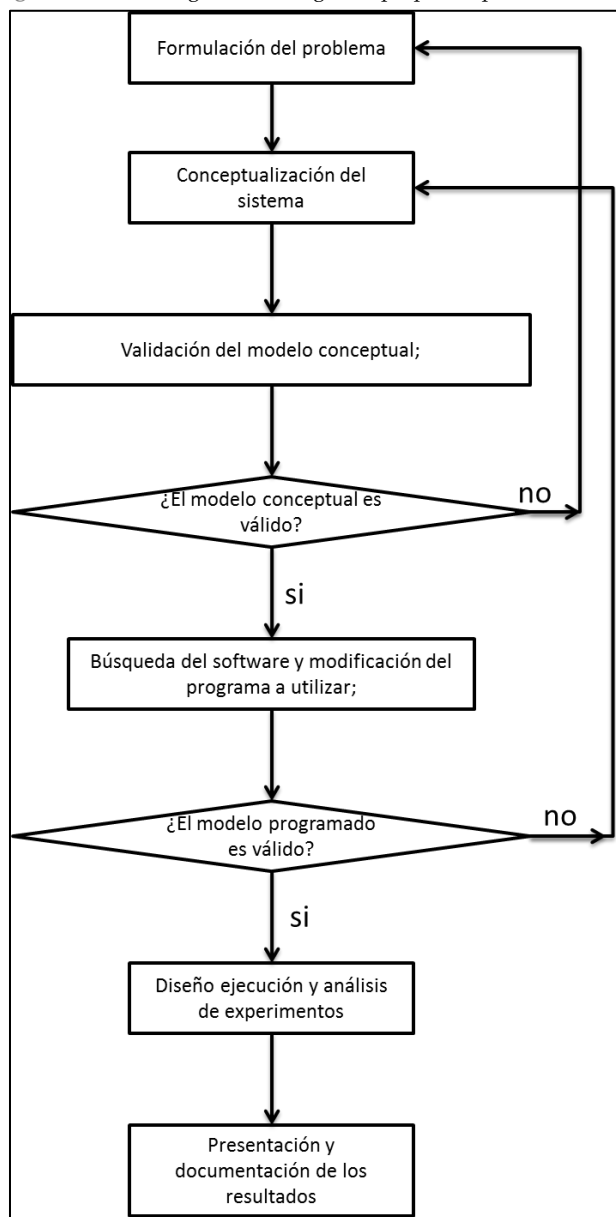 Formulación del problema
Conceptualización del
sistema
Validación del modelo conceptual;
¿El modelo conceptual es
válido?
no
si
Búsqueda del software y modificación del
programa a utilizar;
¿El modelo programado
es válido?
no
si
Diseño ejecución y análisis
de experimentos
Presentación y
documentación de los
resultados